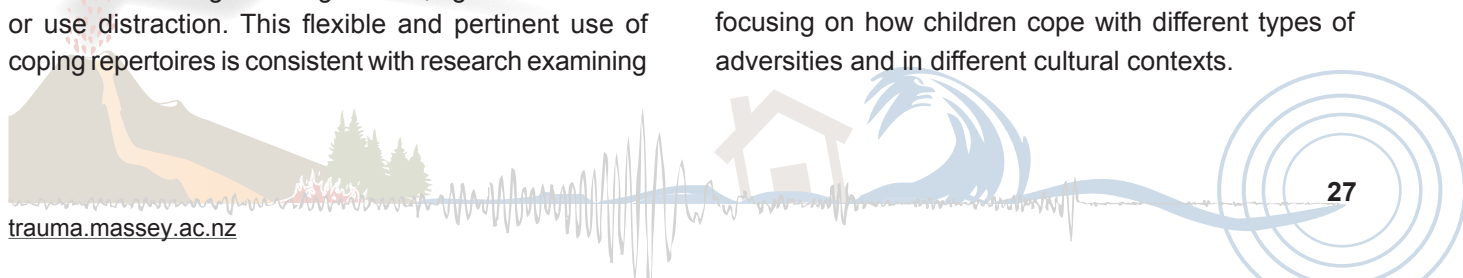 or use distraction. This flexible and pertinent use of
coping repertoires is consistent with research examining
focusing on how children cope with different types of
adversities and in different cultural contexts.
27
trauma.massey.ac.nz